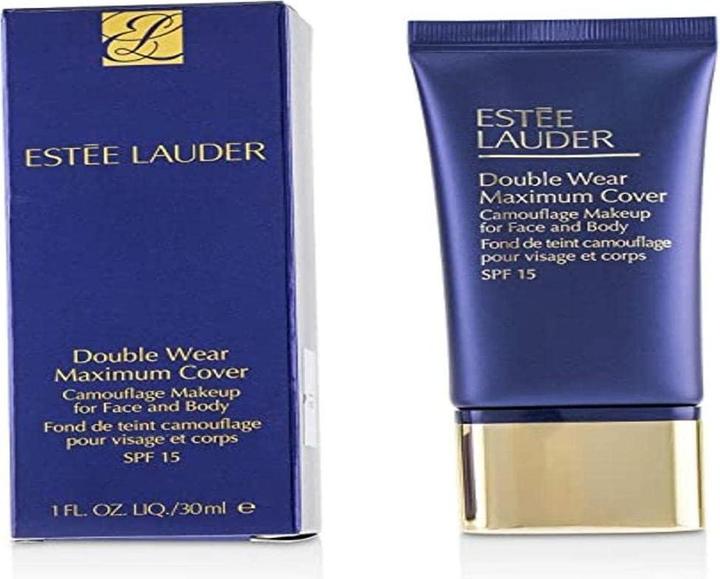 ESTĒE LAUDER
Double Wear
Maximum Cover
Camouflage Makeup
for Face and Body
Fond de teint camouflage
pour visage et corps
SPF 15
1 FL. OZ. LIQ./30ml e
ESTĒE
LAUDER
Double Wear
Maximum Cover
Camouflage Makeup
for Face and Body
Fond de teint camouflage
pour visage et corps
SPF 15